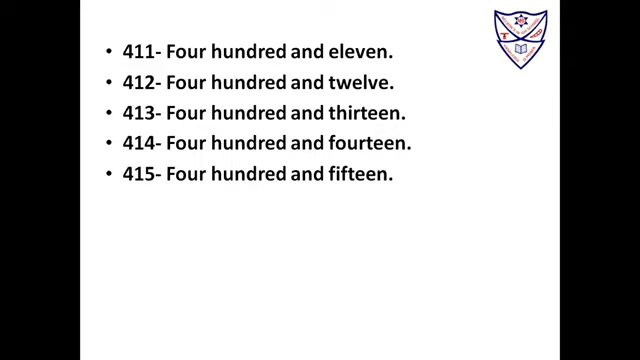 • 411- Four hundred and eleven.
• 412- Four hundred and twelve.
• 413- Four hundred and thirteen.
• 414- Four hundred and fourteen.
• 415- Four hundred and fifteen.